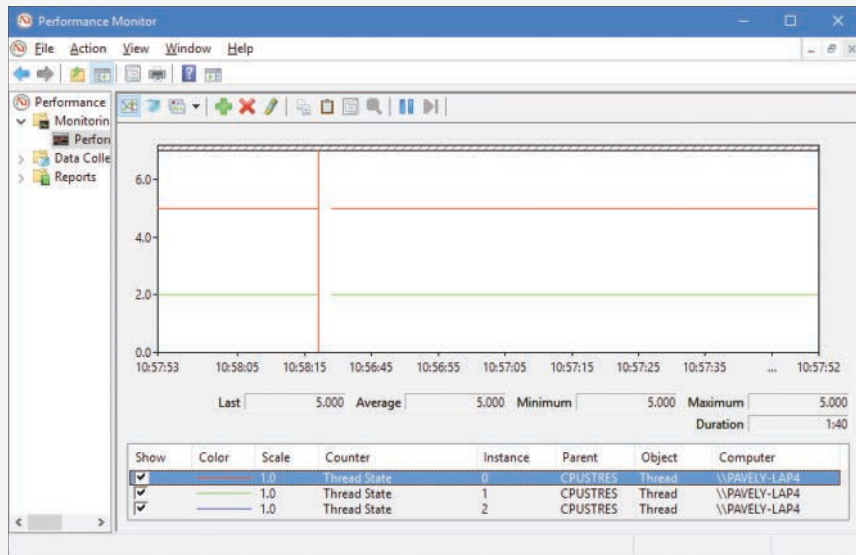 Performance Monitor
File Action View Window Help
Performance
Monitorin
Perforn
Data Colle
Reports
6.0
4.0
2.0
0.0
10:57:53 10:58:05 10:58:15 10:56:45 10:56:55 10:57:05 10:57:15 10:57:25 10:57:35 ... 10:57:52
Last 5.000 Average 5.000 Minimum 5.000 Maximum 5.000
Duration 1:40
Show Color Scale Counter Instance Parent Object Computer
1.0 Thread State 0 CPUSTRES Thread \\PAVELY-LAP4
1.0 Thread State 1 CPUSTRES Thread \\PAVELY-LAP4
1.0 Thread State 2 CPUSTRES Thread \\PAVELY-LAP4